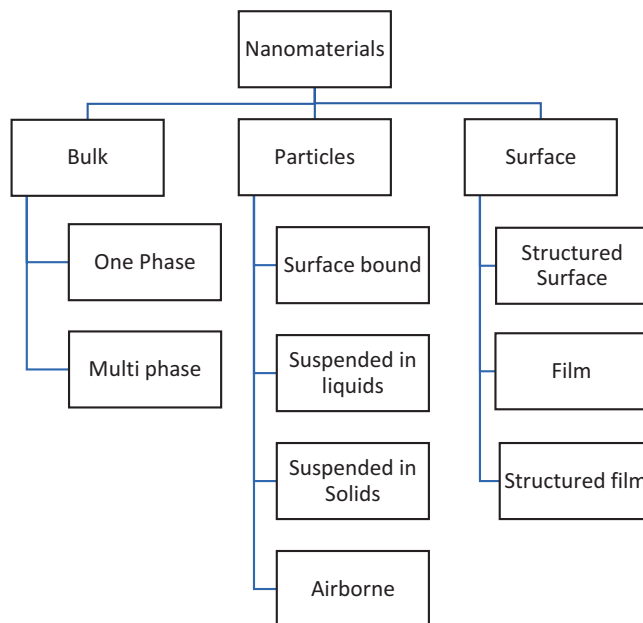 Nanomaterials
Bulk
Particles
Surface
One Phase
Multi phase
Surface bound
Suspended in
liquids
Suspended in
Solids
Airborne
Structured
Surface
Film
Structured film